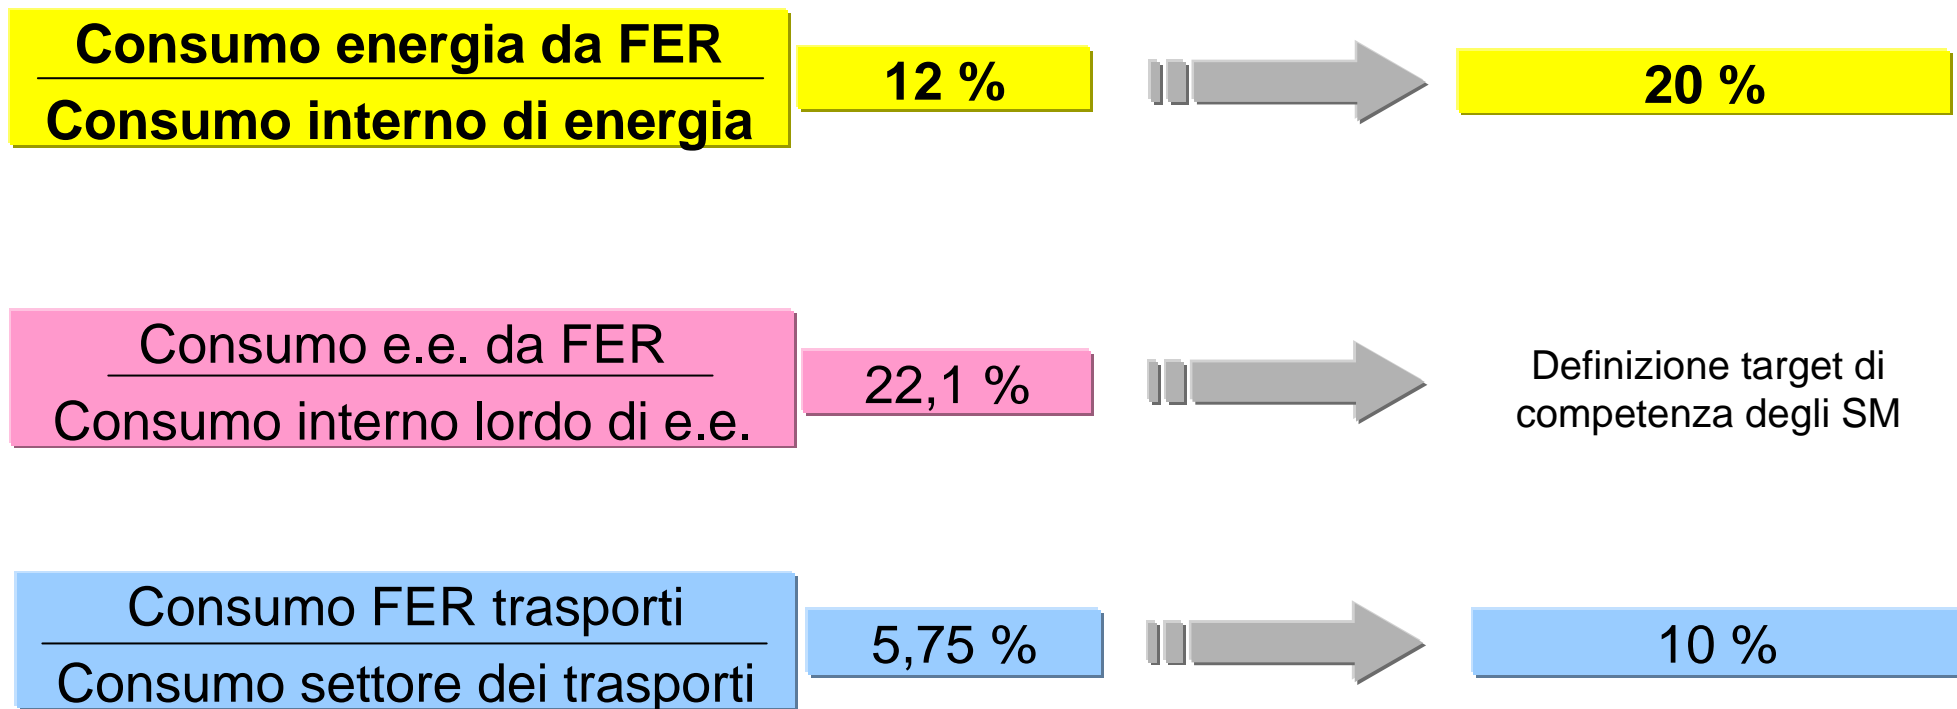 Consumo energia da FER
Consumo interno di energia
12 %
20 %
Consumo e.e. da FER
Consumo interno lordo di e.e.
22,1 %
Definizione target di
competenza degli SM
Consumo FER trasporti
Consumo settore dei trasporti
5,75 %
10 %